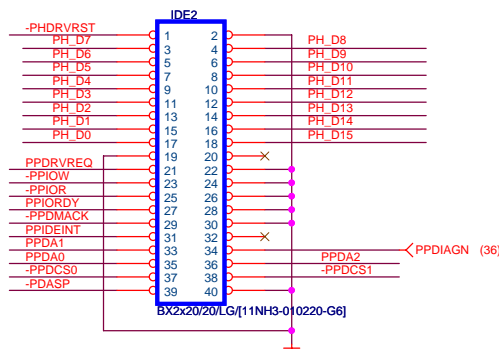 IDE2
-PHDRVRST 1 2
PH_D7 3 4 PH_D8
PH_D6 5 6 PH_D9
PH_D5 7 8 PH_D10
PH_D4 9 10 PH_D11
PH_D3 11 12 PH_D12
PH_D2 13 14 PH_D13
PH_D1 15 16 PH_D14
PH_D0 17 18 PH_D15
19 20
PPDRVREQ 21 22
-PPIOW 23 24
-PPIOR 25 26
PPIORDY 27 28
-PPDMACK 29 30
PPIDEINT 31 32
PPDA1 33 34 PPDIAGN (36)
PPDA0 35 36 PPDA2
-PPDCS0 37 38 -PPDCS1
-PDASP 39 40
BX2x20/20/LG/[11NH3-010220-G6]